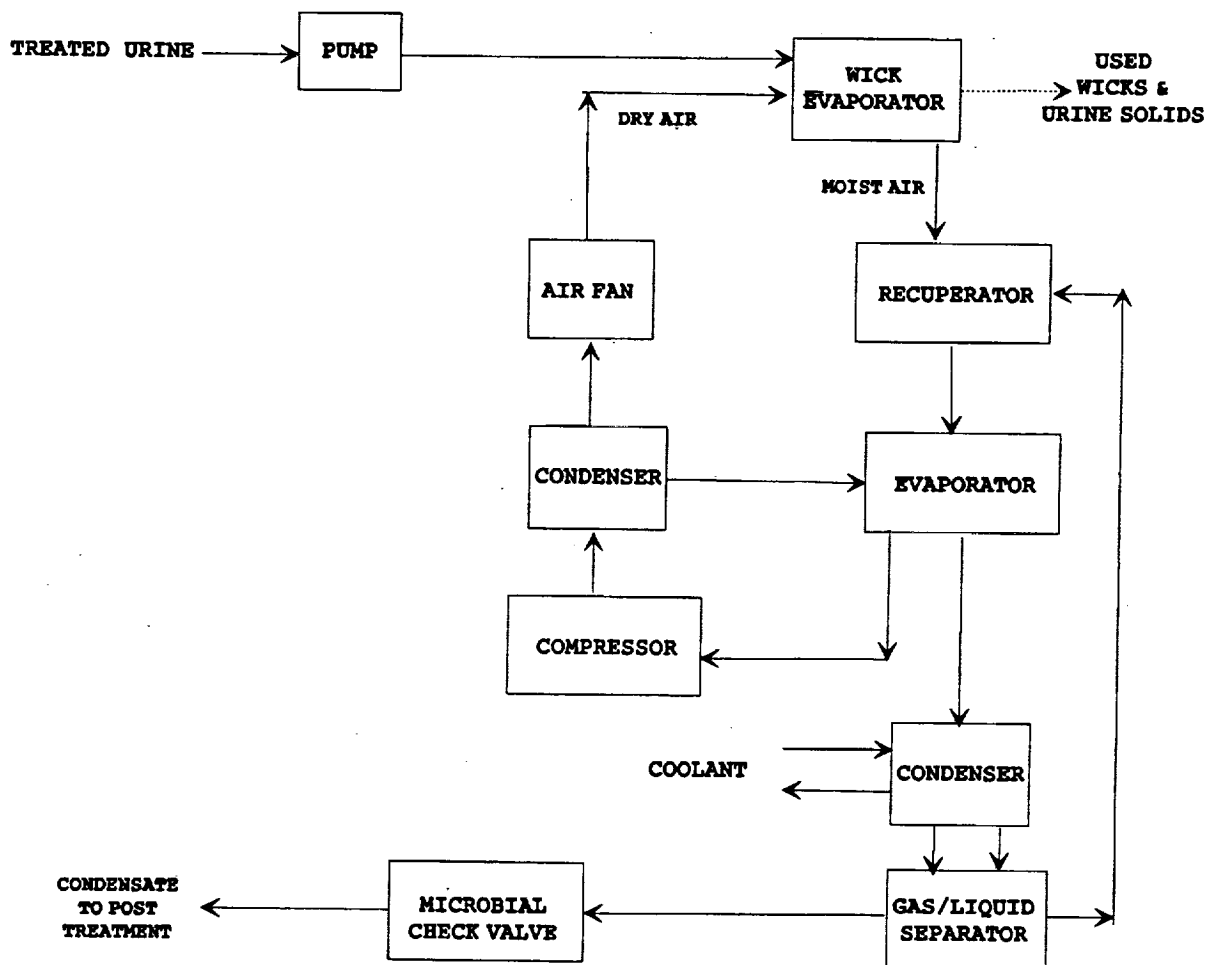 TREATED URINE
PUMP
WICK
EVAPORATOR
USED
WICKS &
URINE SOLIDS
DRY AIR
MOIST AIR
AIR FAN
RECUPERATOR
CONDENSER
EVAPORATOR
COMPRESSOR
COOLANT
CONDENSER
CONDENSATE
TO POST
TREATMENT
MICROBIAL
CHECK VALVE
GAS/LIQUID
SEPARATOR